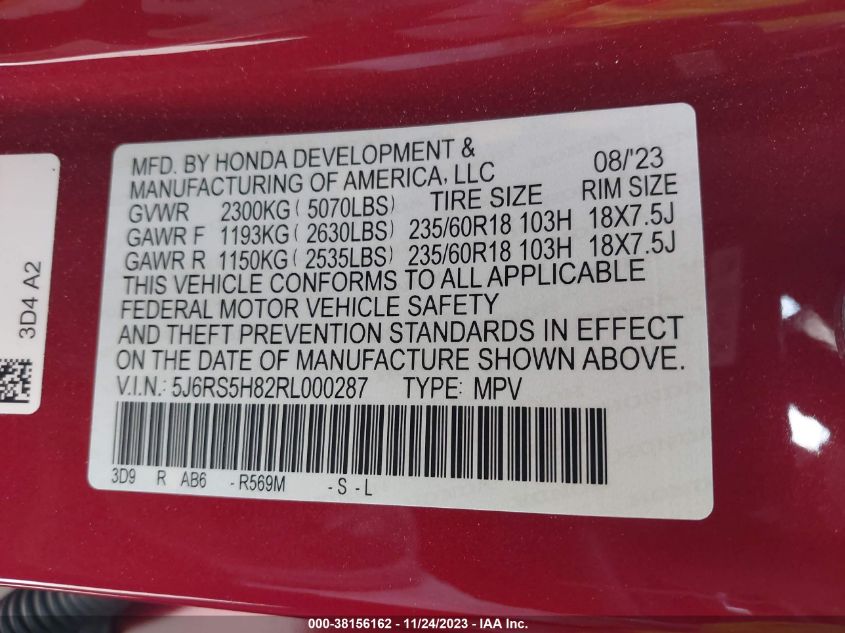 MFD. BY HONDA DEVELOPMENT & 08/'23
MANUFACTURING OF AMERICA, LLC TIRE SIZE RIM SIZE
GVWR 2300KG ( 5070LBS)
GAWR F 1193KG ( 2630LBS) 235/60R18 103H 18X7.5J
GAWR R 1150KG ( 2535LBS) 235/60R18 103H 18X7.5J
THIS VEHICLE CONFORMS TO ALL APPLICABLE
FEDERAL MOTOR VEHICLE SAFETY
AND THEFT PREVENTION STANDARDS IN EFFECT
ON THE DATE OF MANUFACTURE SHOWN ABOVE.
V.I.N.: 5J6RS5H82RL000287 TYPE: MPV
3D9 R AB6 - R569M - S - L
3D4 A2
000-38156162 - 11/24/2023 - IAA Inc.